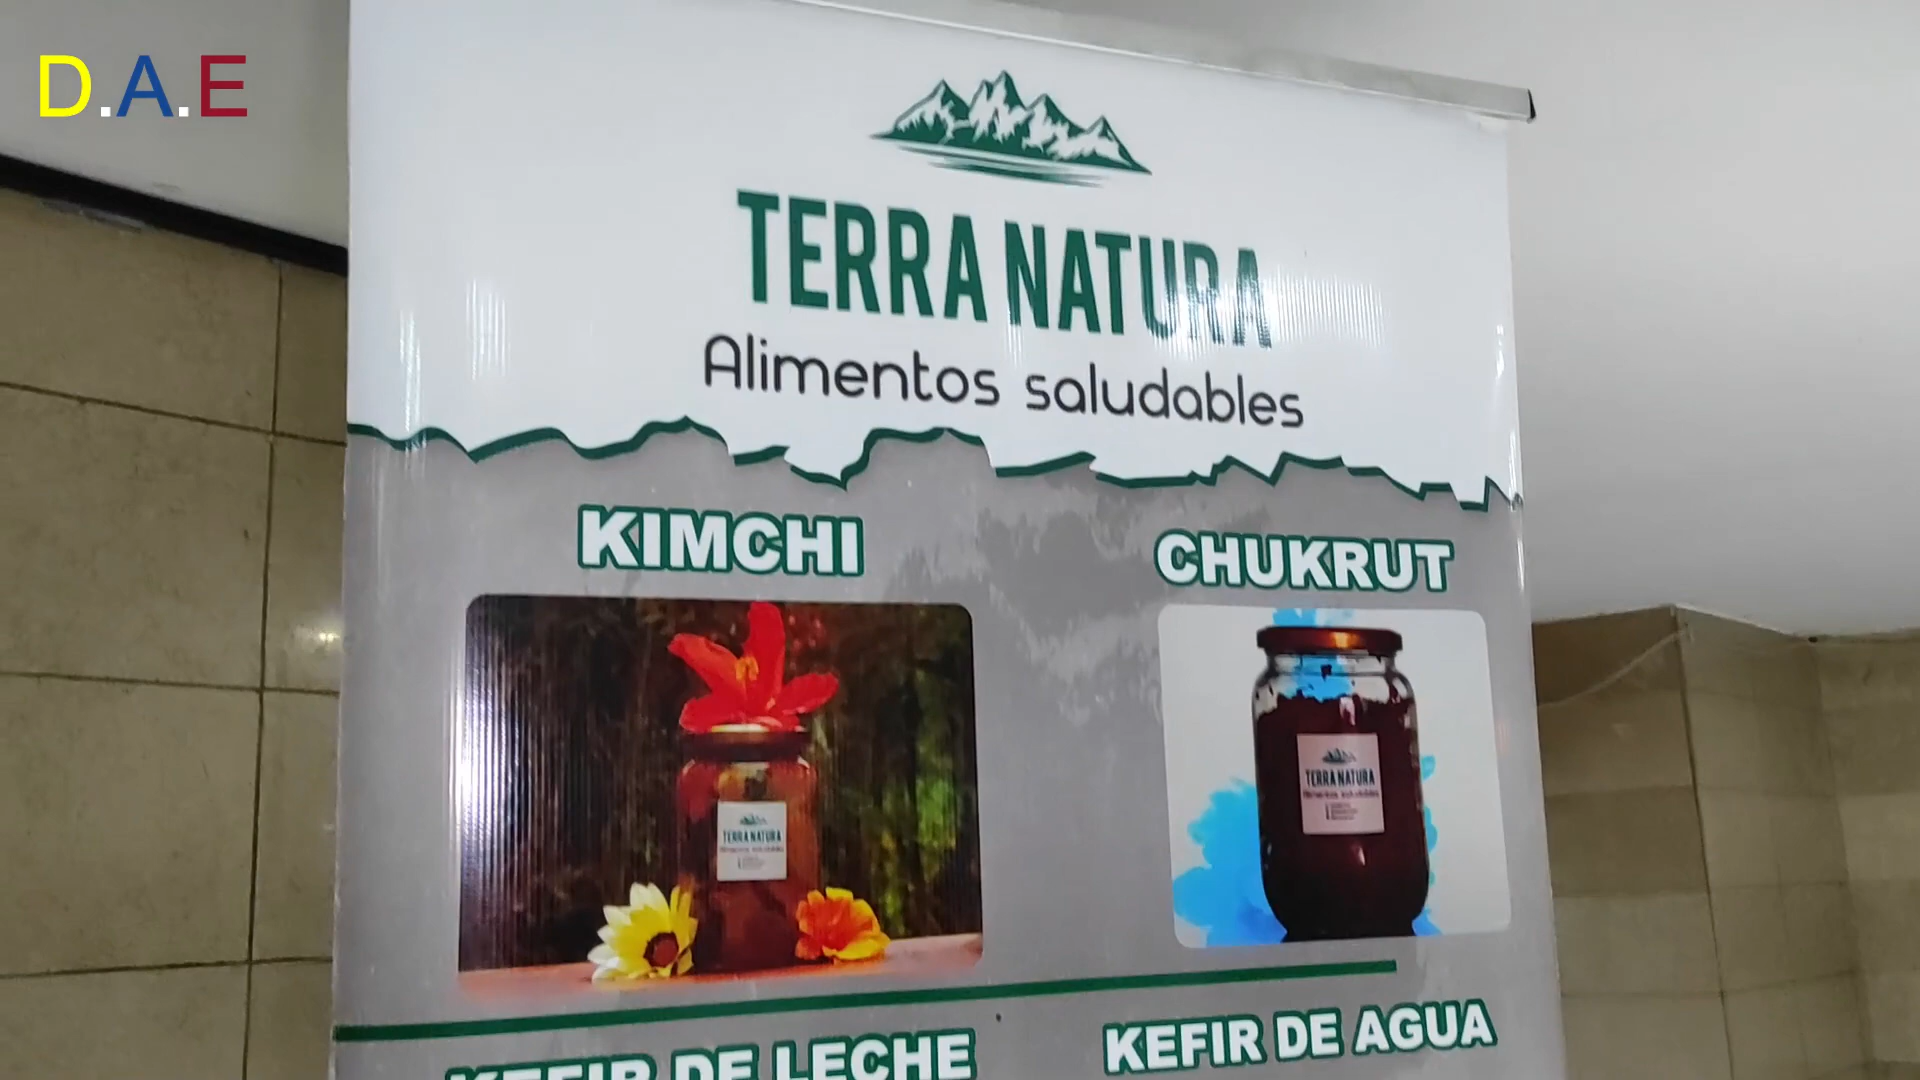 D.A.E
TERRA NATURA
Alimentos saludables
KIMCHI
CHUKRUT
TERRA NATURA
TERRA NATURA
KEFIR DE LECHE
KEFIR DE AGUA